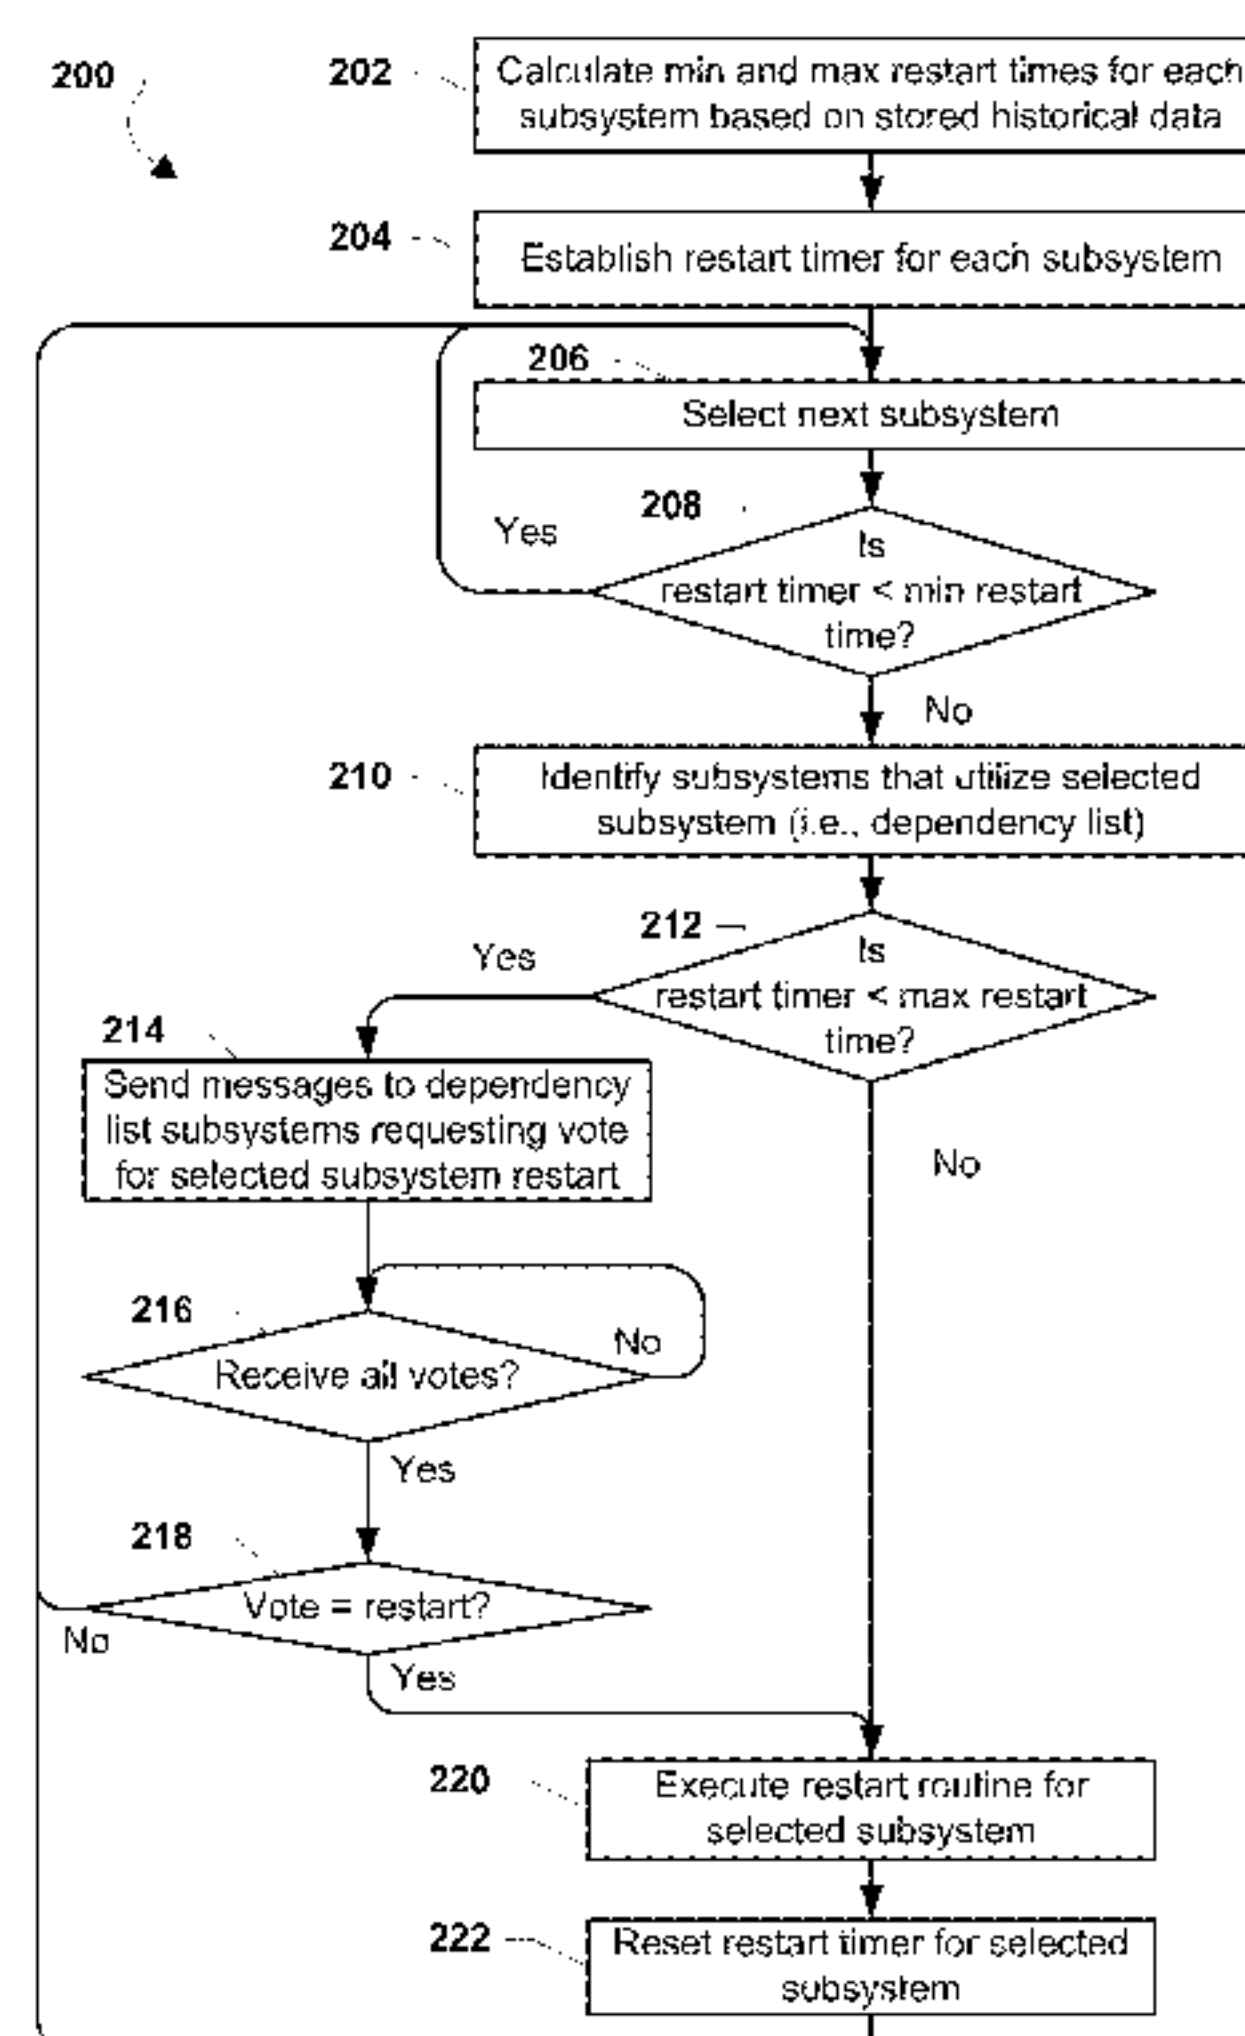 200
202
Calculate min and max restart times for each
subsystem based on stored historical data
204
Establish restart timer for each subsystem
206
Select next subsystem
208
Yes
Is
restart timer < min restart
time?
No
210
Identify subsystems that utilize selected
subsystem (i.e., dependency list)
212
Yes
Is
restart timer < max restart
time?
No
214
Send messages to dependency
list subsystems requesting vote
for selected subsystem restart
216
Receive all votes?
No
Yes
218
Vote = restart?
No
Yes
220
Execute restart routine for
selected subsystem
222
Reset restart timer for selected
subsystem